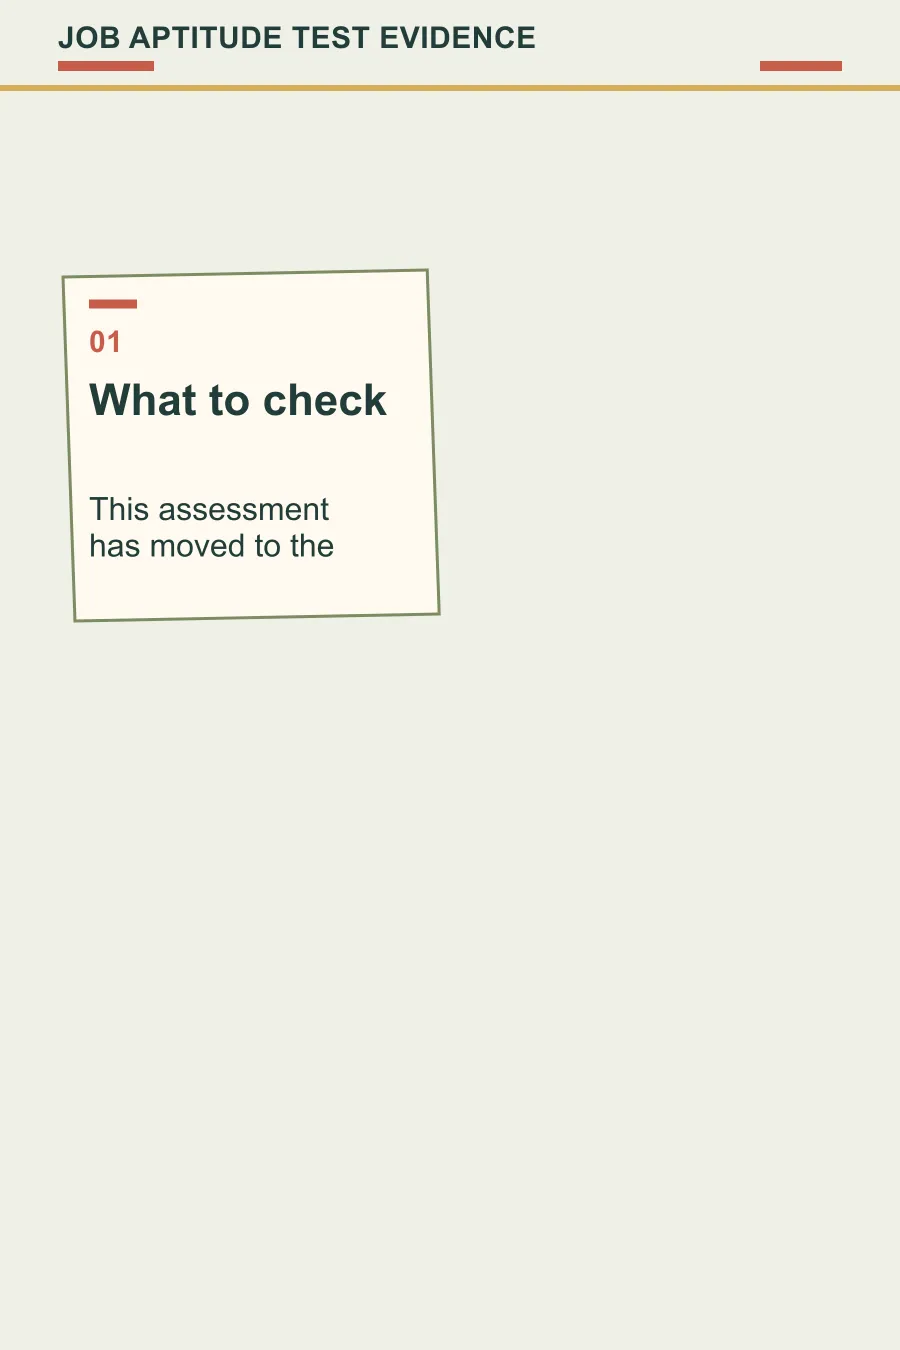 JOB APTITUDE TEST EVIDENCE
01
What to check
This assessment
has moved to the